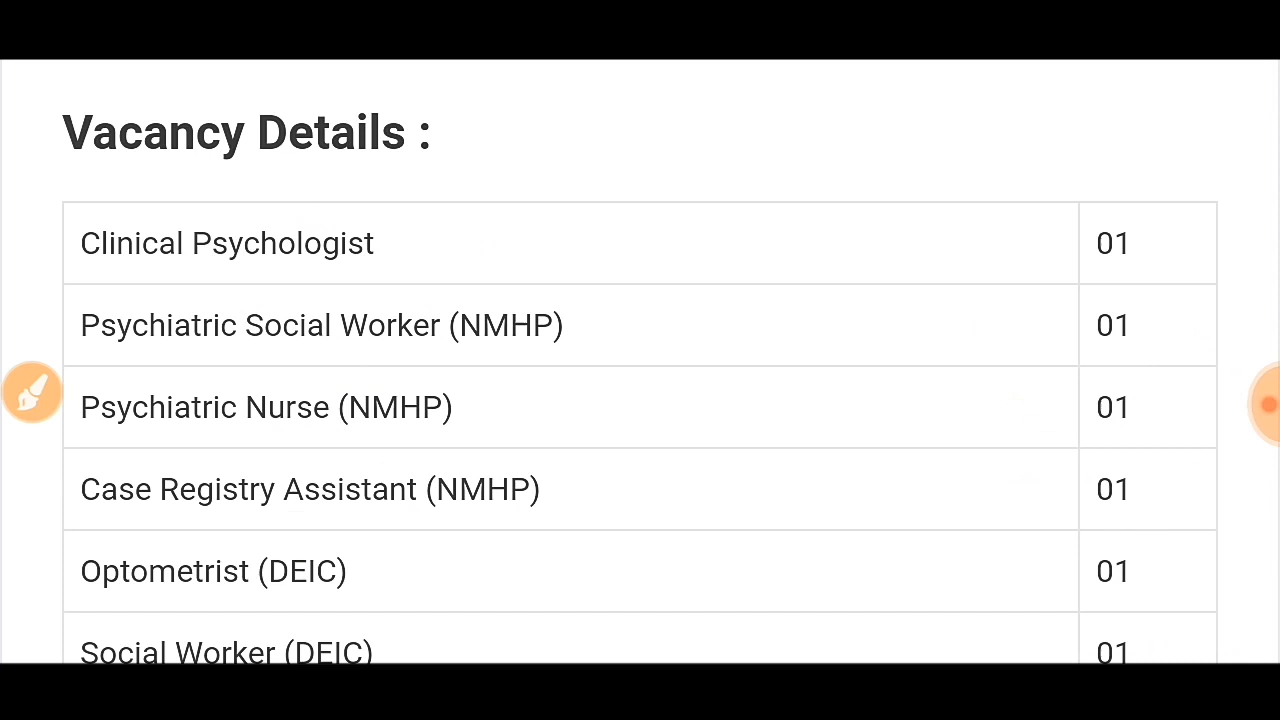 Vacancy Details :
Clinical Psychologist 01
Psychiatric Social Worker (NMHP) 01
Psychiatric Nurse (NMHP) 01
Case Registry Assistant (NMHP) 01
Optometrist (DEIC) 01
Social Worker (DEIC) 01